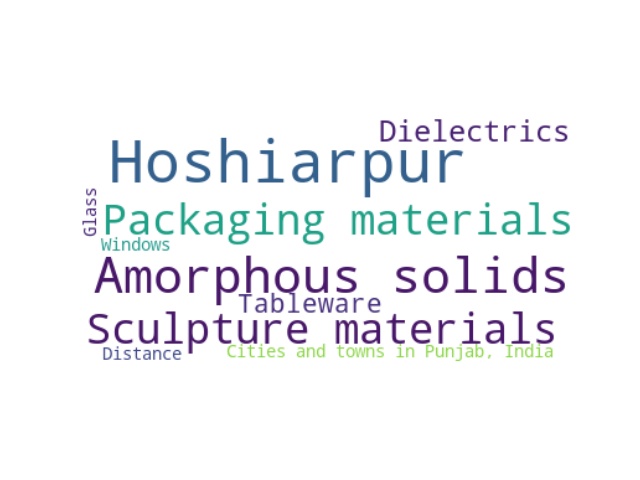 Dielectrics
Hoshiarpur
Glass
Packaging materials
Windows
Amorphous solids
Tableware
Sculpture materials
Distance
Cities and towns in Punjab, India